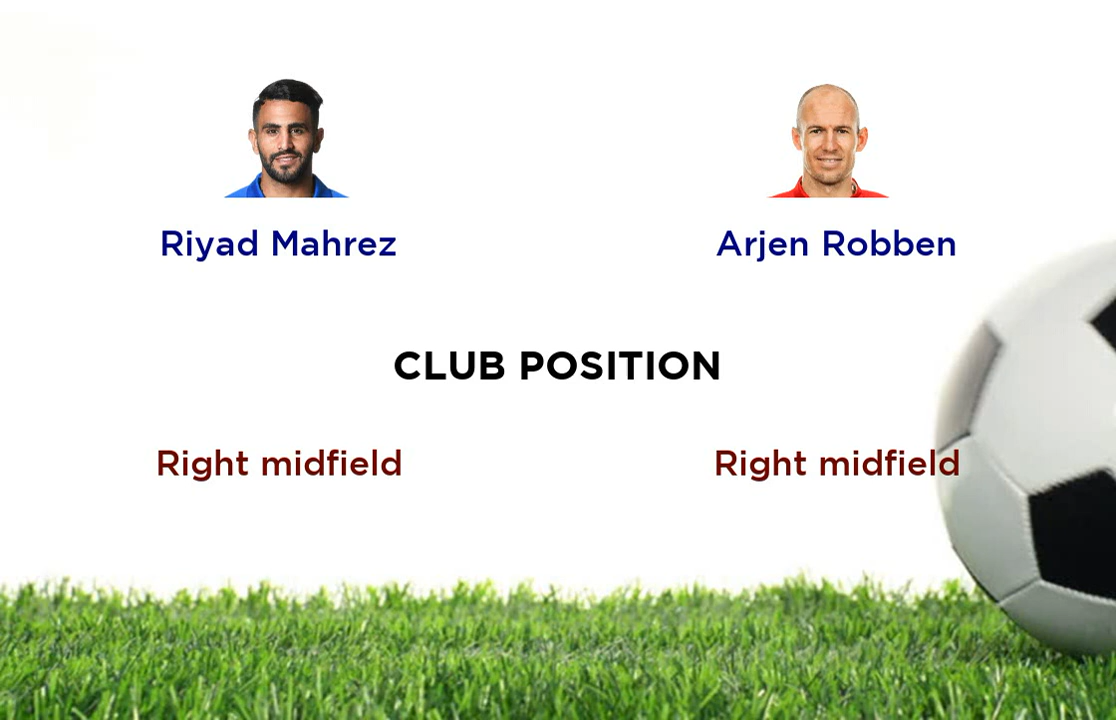 Riyad Mahrez
Arjen Robben
CLUB POSITION
Right midfield
Right midfield